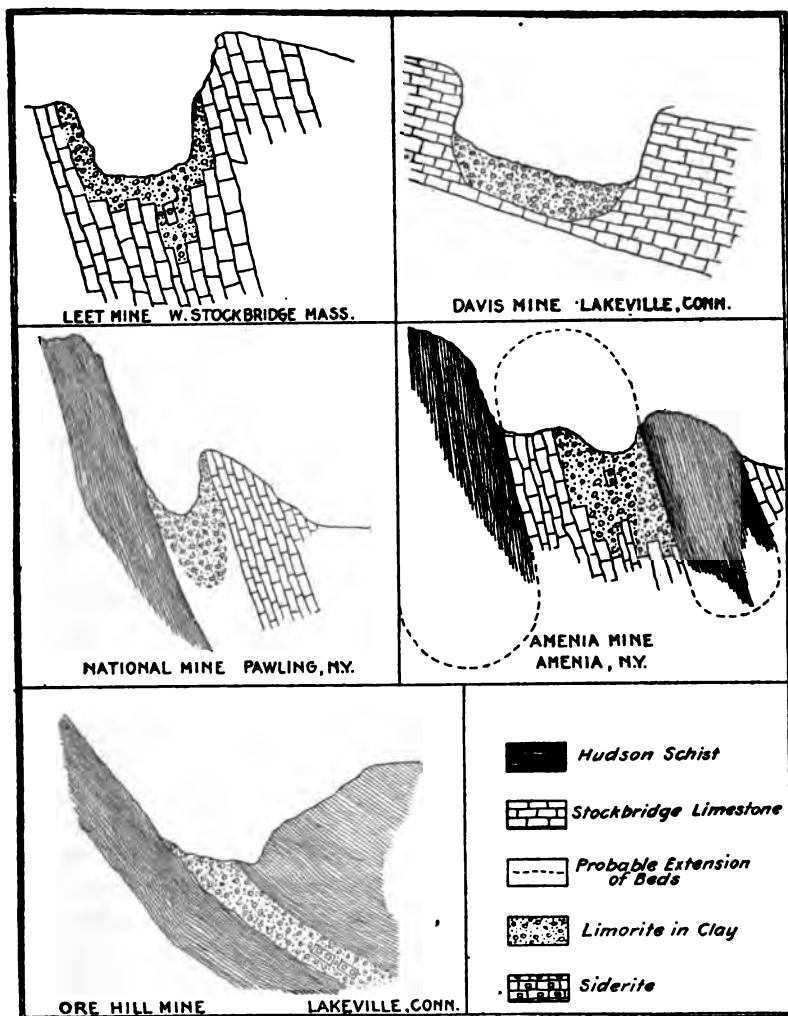 LEET MINE W. STOCKBRIDGE MASS.
DAVIS MINE LAKEVILLE, CONN.
NATIONAL MINE PAWLING, N.Y.
AMENIA MINE
AMENIA, N.Y.
Hudson Schist
Stockbridge Limestone
Probable Extension
of Beds
Limorite in Clay
Siderite
ORE HILL MINE LAKEVILLE, CONN.